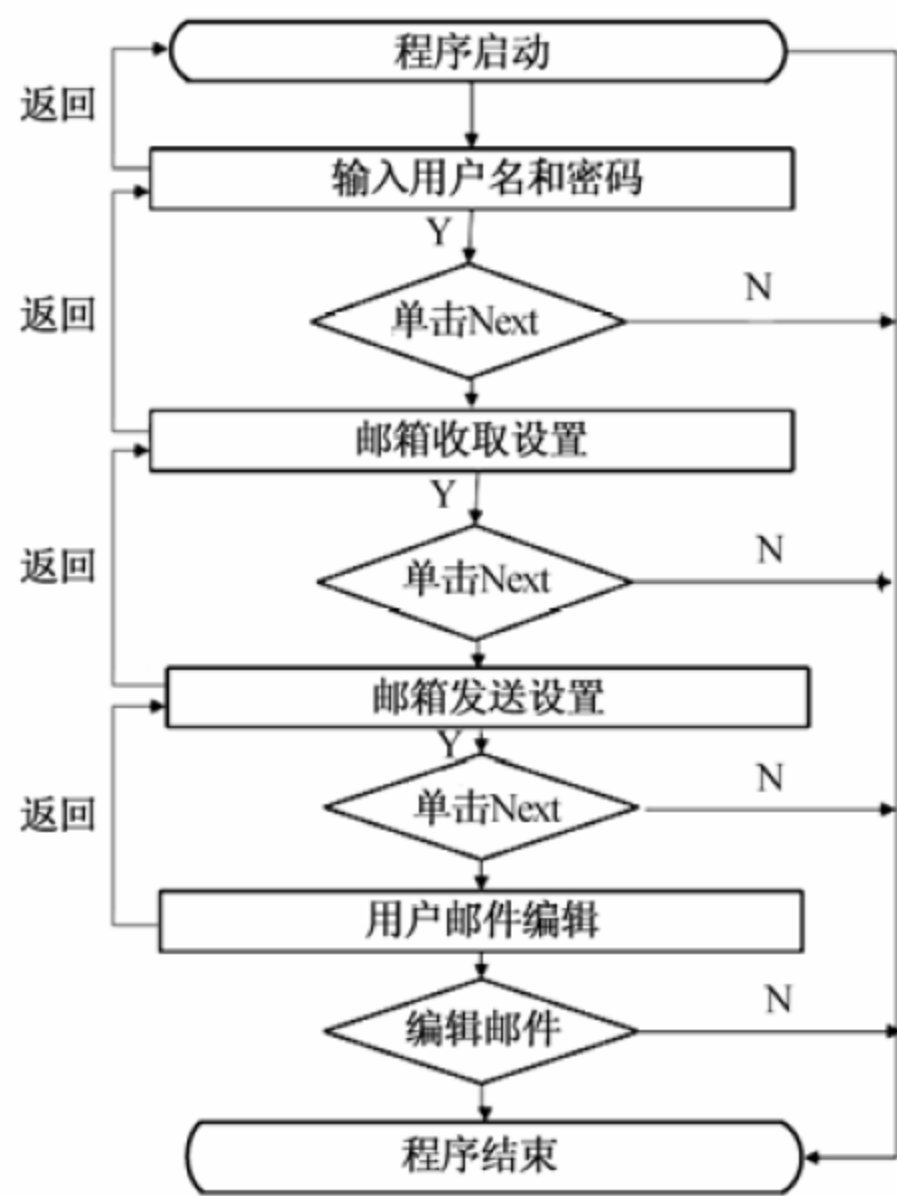 程序启动
返回
输入用户名和密码
Y
N
返回
单击Next
邮箱收取设置
Y
N
返回
单击Next
邮箱发送设置
Y
N
返回
单击Next
用户邮件编辑
N
编辑邮件
程序结束